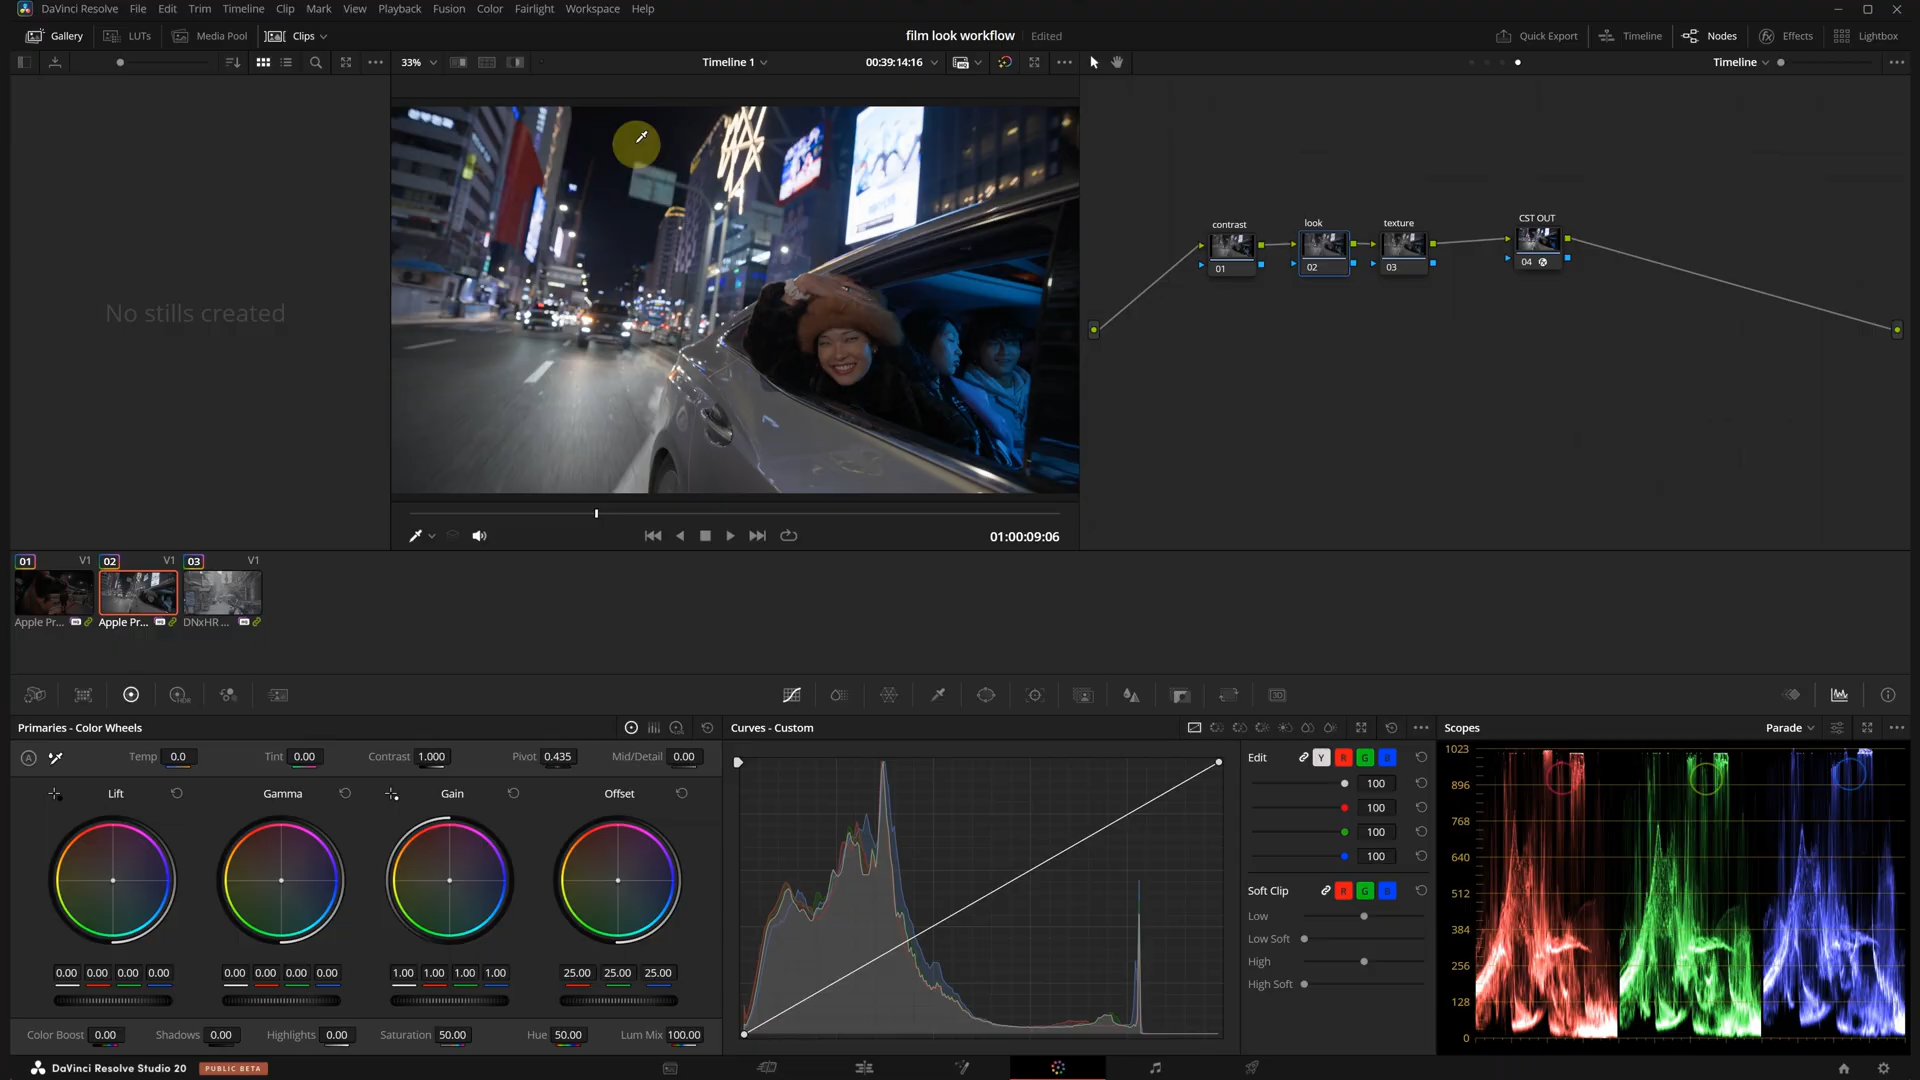 DaVinci Resolve File Edit Trim Timeline Clip Mark View Playback Fusion Color Fairlight Workspace Help
Gallery LUTs Media Pool Clips film look workflow Edited Quick Export Timeline Nodes Effects Lightbox
33% Timeline 1 00:39:14:16 Timeline
No stills created
contrast look texture CST OUT
01 02 03 04
01:00:09:06
01 V1 02 V1 03 V1
Apple Pr... Apple Pr... DNxHR ...
Primaries - Color Wheels Curves - Custom Scopes Parade
Temp 0.0 Tint 0.00 Contrast 1.000 Pivot 0.435 Mid/Detail 0.00
Lift Gamma Gain Offset
0.00 0.00 0.00 0.00 0.00 0.00 0.00 0.00 1.00 1.00 1.00 1.00 25.00 25.00 25.00
Color Boost 0.00 Shadows 0.00 Highlights 0.00 Saturation 50.00 Hue 50.00 Lum Mix 100.00
Edit Y R G B
100
100
100
100
Soft Clip R G B
Low
Low Soft
High
High Soft
1023
896
768
640
512
384
256
128
0
DaVinci Resolve Studio 20 PUBLIC BETA